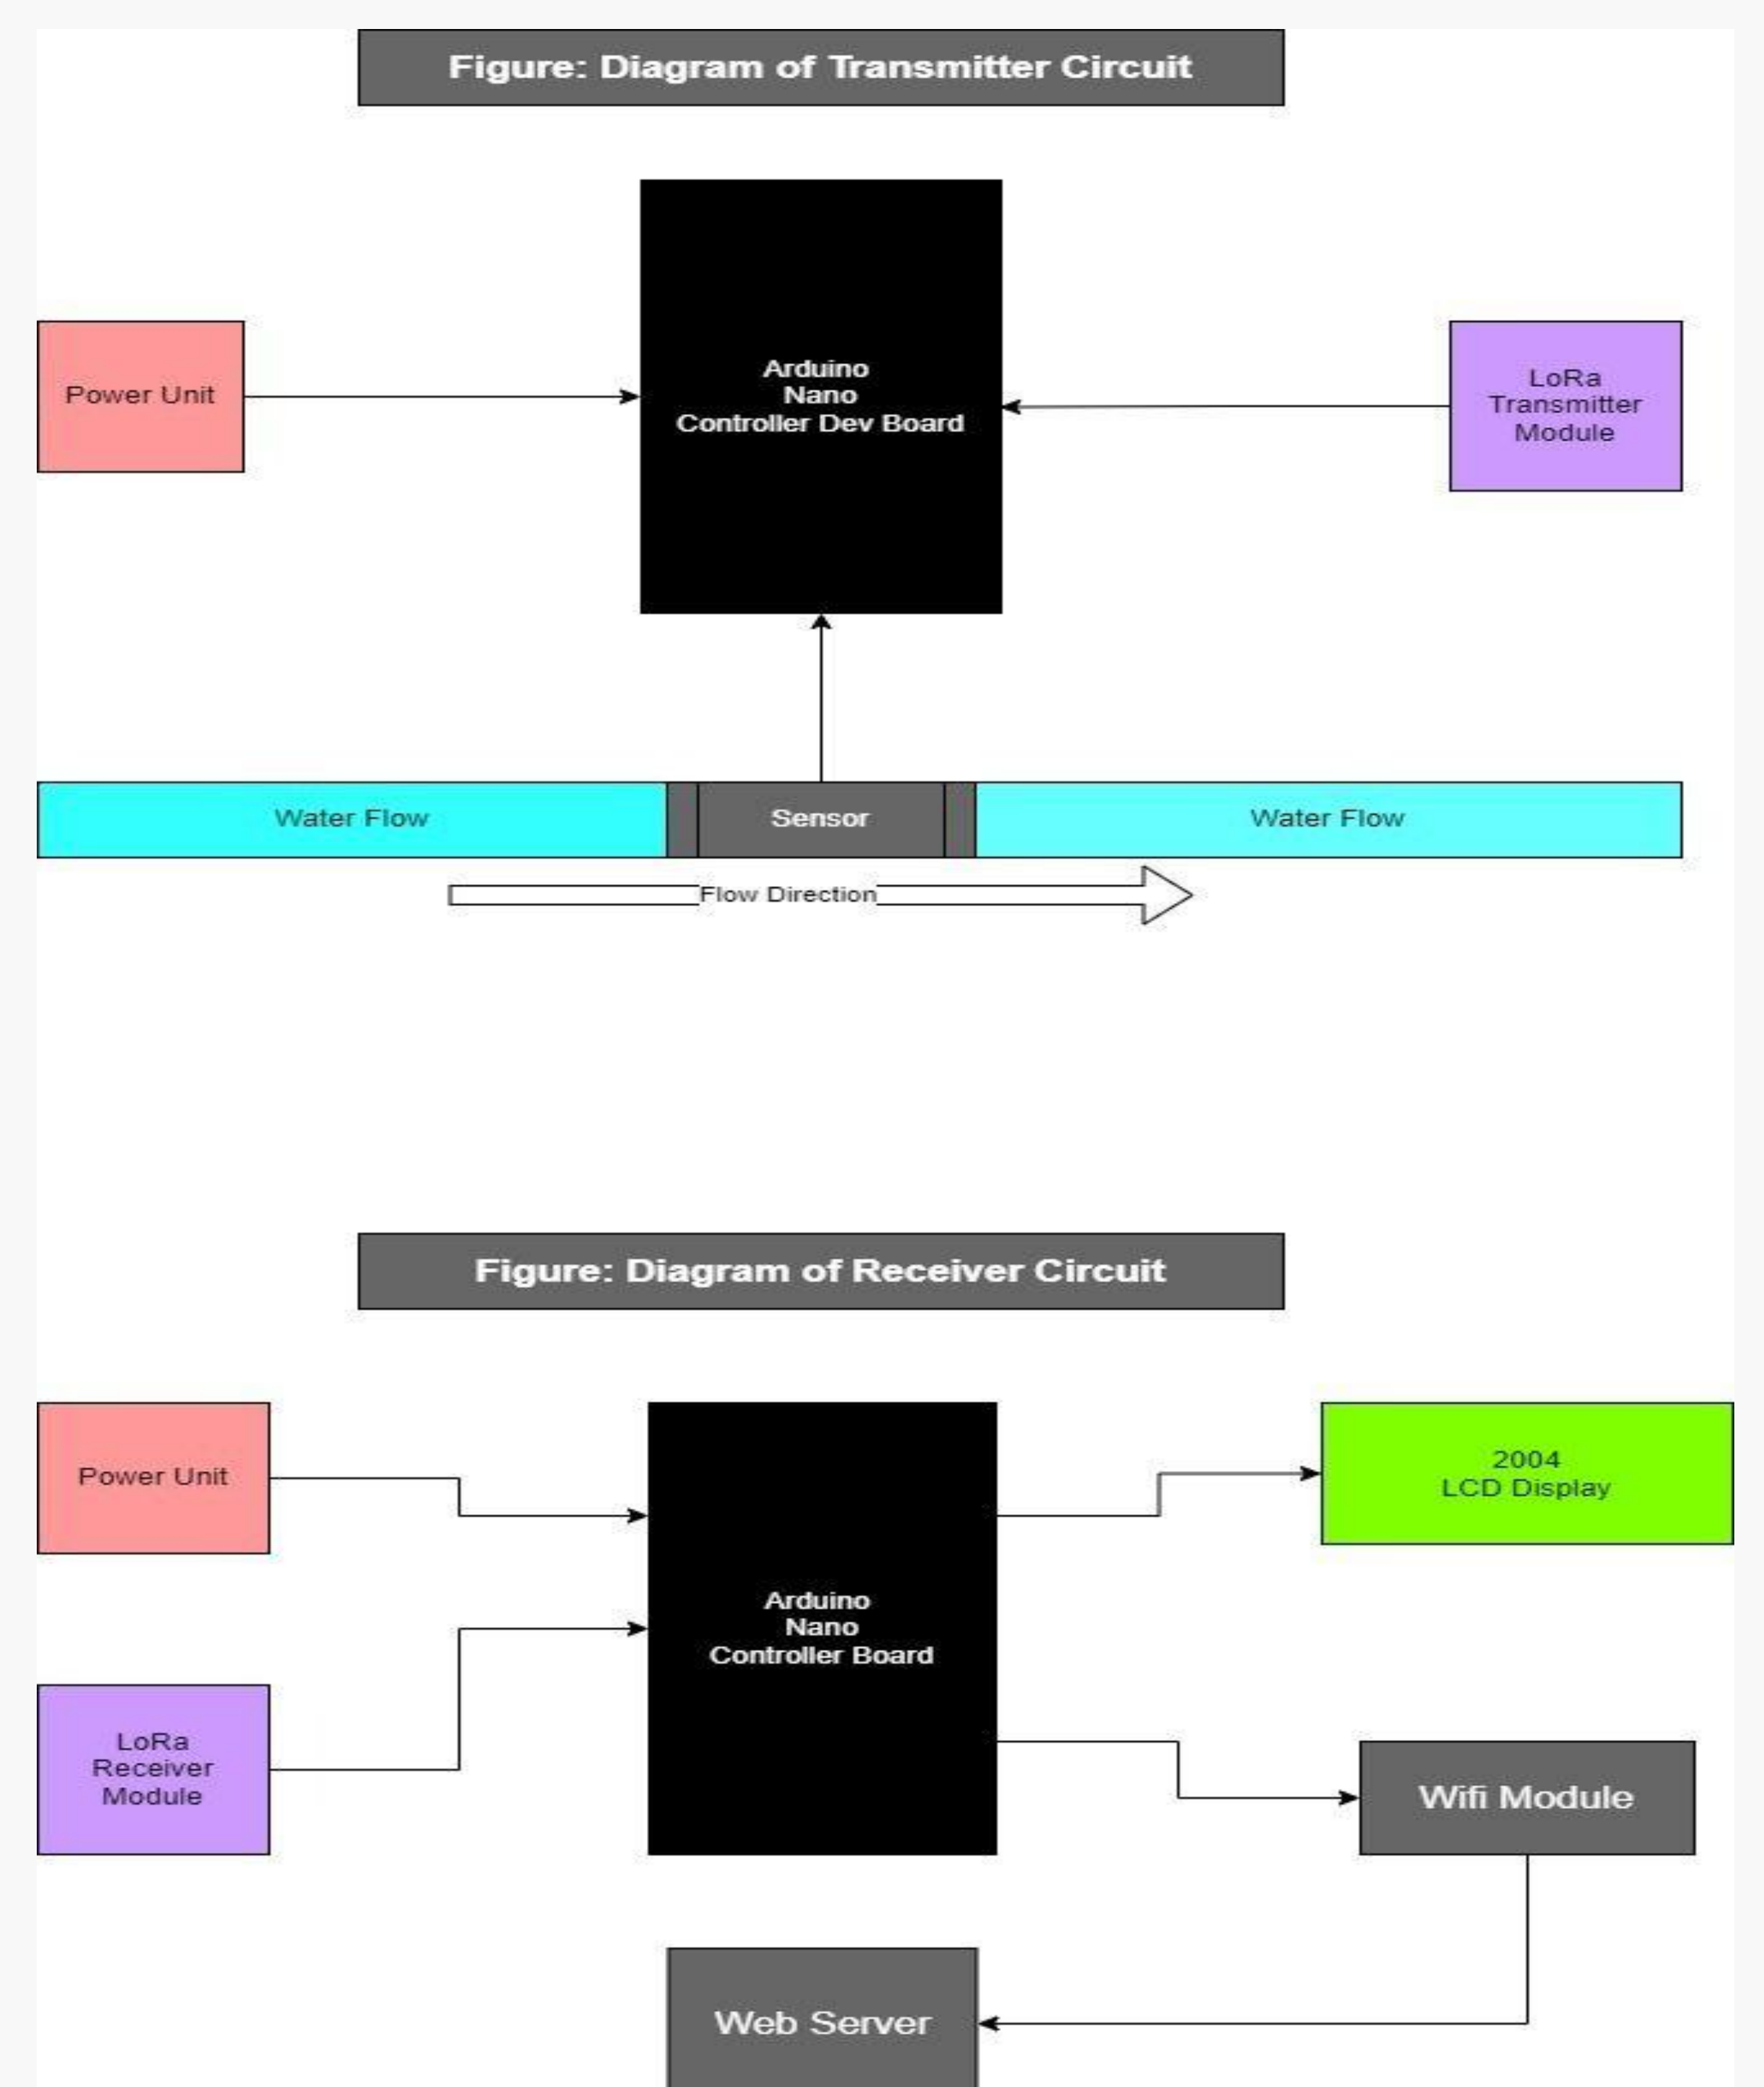 Figure: Diagram of Transmitter Circuit
Arduino
Nano
Controller Dev Board
Power Unit
LoRa
Transmitter
Module
Water Flow
Sensor
Water Flow
Flow Direction
Figure: Diagram of Receiver Circuit
Power Unit
2004
LCD Display
Arduino
Nano
Controller Board
LoRa
Receiver
Module
Wifi Module
Web Server